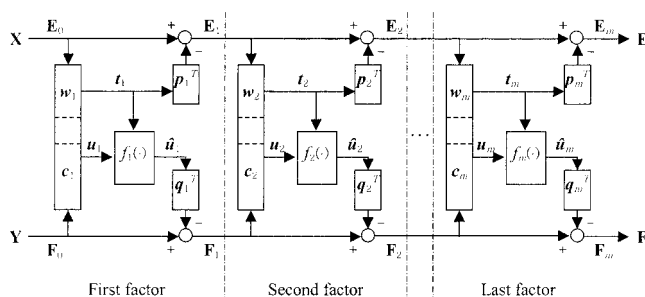 X E₀ + E₁ + E₂ Eₘ + E
− − −
t₁ p₁ᵀ t₂ p₂ᵀ tₘ pₘᵀ
w₁ w₂ wₘ
u₁ f₁(·) û₁ u₂ f₂(·) û₂ ... uₘ fₘ(·) ûₘ
c₁ q₁ᵀ c₂ q₂ᵀ cₘ qₘᵀ
− − −
Y F₀ + F₁ + F₂ + Fₘ F
First factor Second factor Last factor